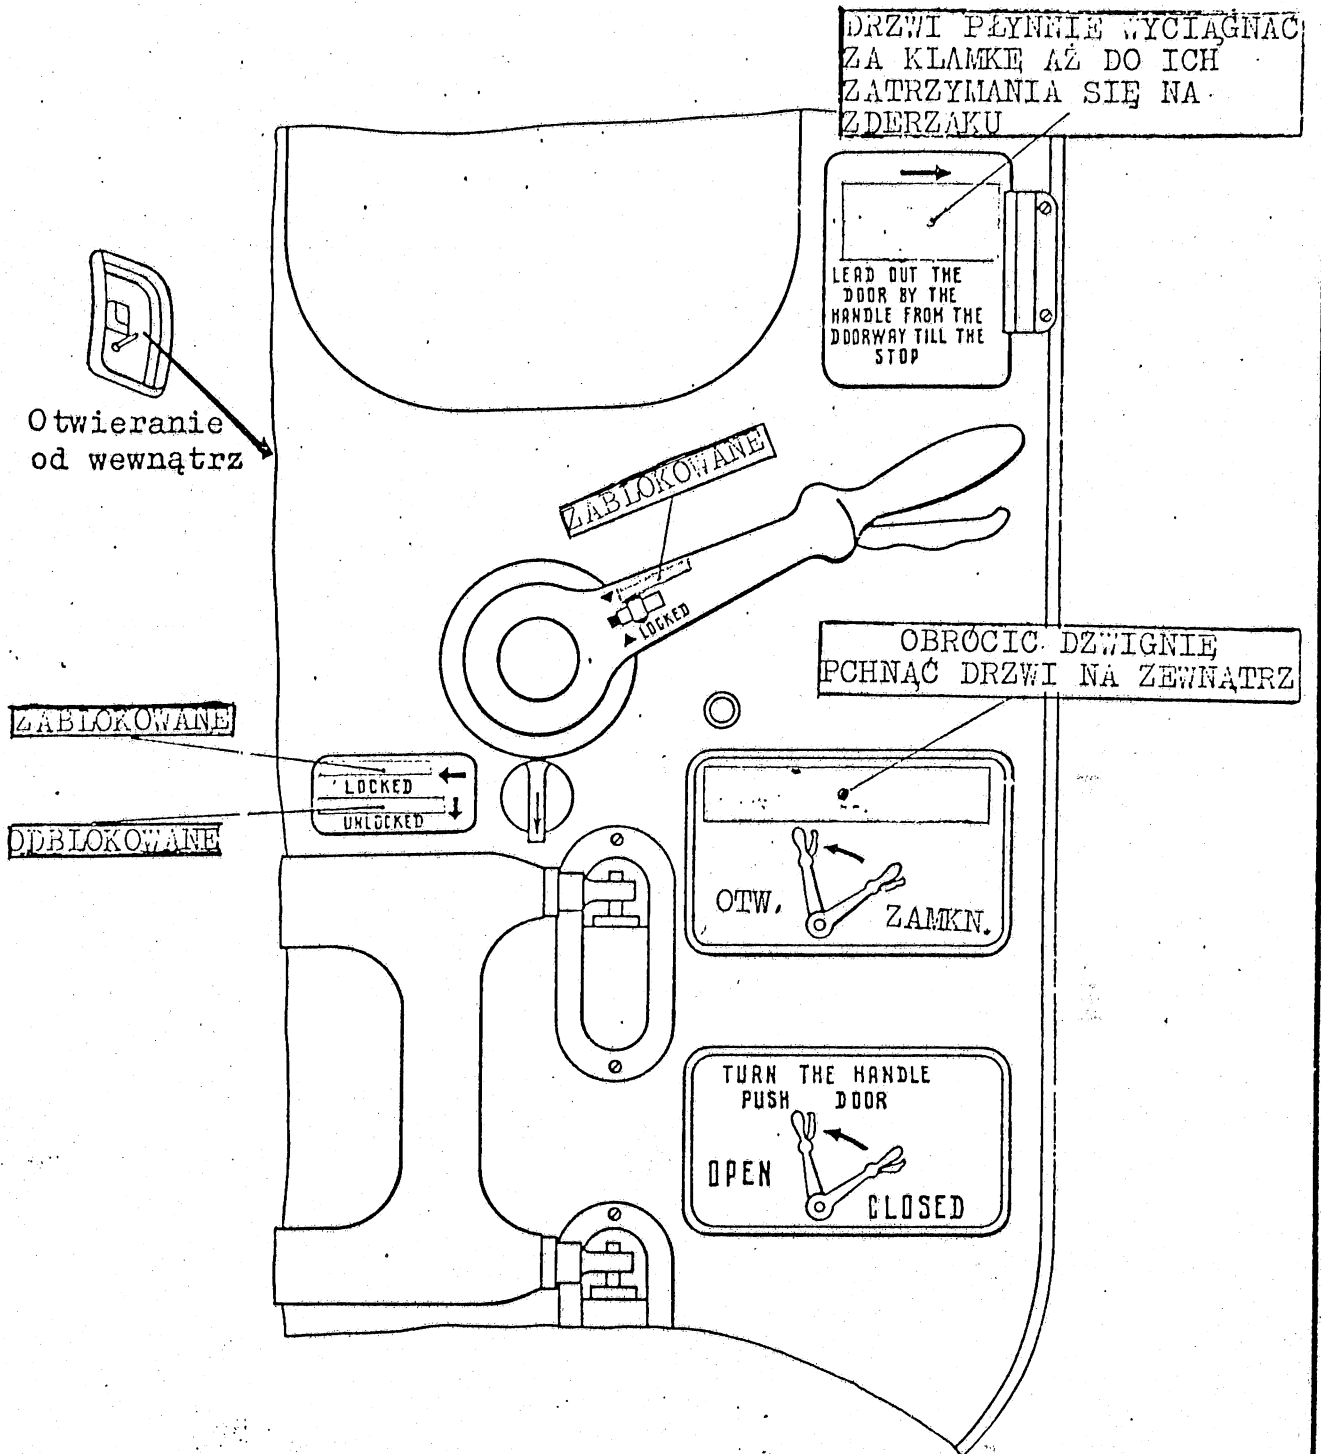 DRZWI PŁYNNIE WYCIĄGNAĆ
ZA KLAMKĘ AŻ DO ICH
ZATRZYMANIA SIĘ NA
ZDERZAKU
LEAD OUT THE
DOOR BY THE
HANDLE FROM THE
DOORWAY TILL THE
STOP
Otwieranie
od wewnątrz
ZABLOKOWANE
LOCKED
OBRÓCIC DZWIGNIĘ
PCHNĄĆ DRZWI NA ZEWNĄTRZ
ZABLOKOWANE
LOCKED
UNLOCKED
ODBLOKOWANE
OTW.
ZAMKN.
TURN THE HANDLE
PUSH DOOR
OPEN
CLOSED